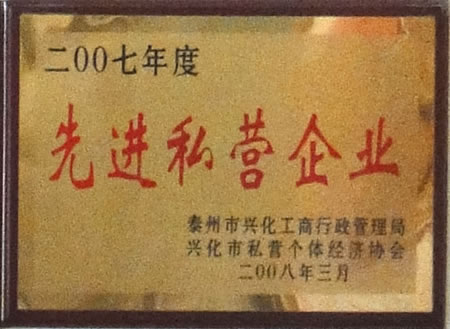 二00七年度
先进私营企业
泰州市兴化工商行政管理局
兴化市私营个体经济协会
二00八年三月